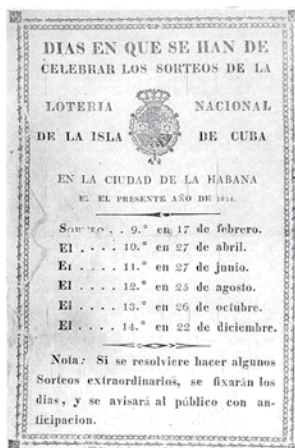 DIAS EN QUE SE HAN DE
CELEBRAR LOS SORTEOS DE LA
LOTERIA NACIONAL
DE LA ISLA DE CUBA
EN LA CIUDAD DE LA HABANA
EL PRESENTE AÑO DE 1814.
SORTEO . . 9.º en 17 de febrero.
El . . . . 10.º en 27 de abril.
El . . . . 11.º en 27 de junio.
El . . . . 12.º en 25 de agosto.
El . . . . 13.º en 26 de octubre.
El . . . . 14.º en 22 de diciembre.
Nota: Si se resolviere hacer algunos
Sorteos extraordinarios, se fixarán los
dias, y se avisará al público con an-
ticipacion.